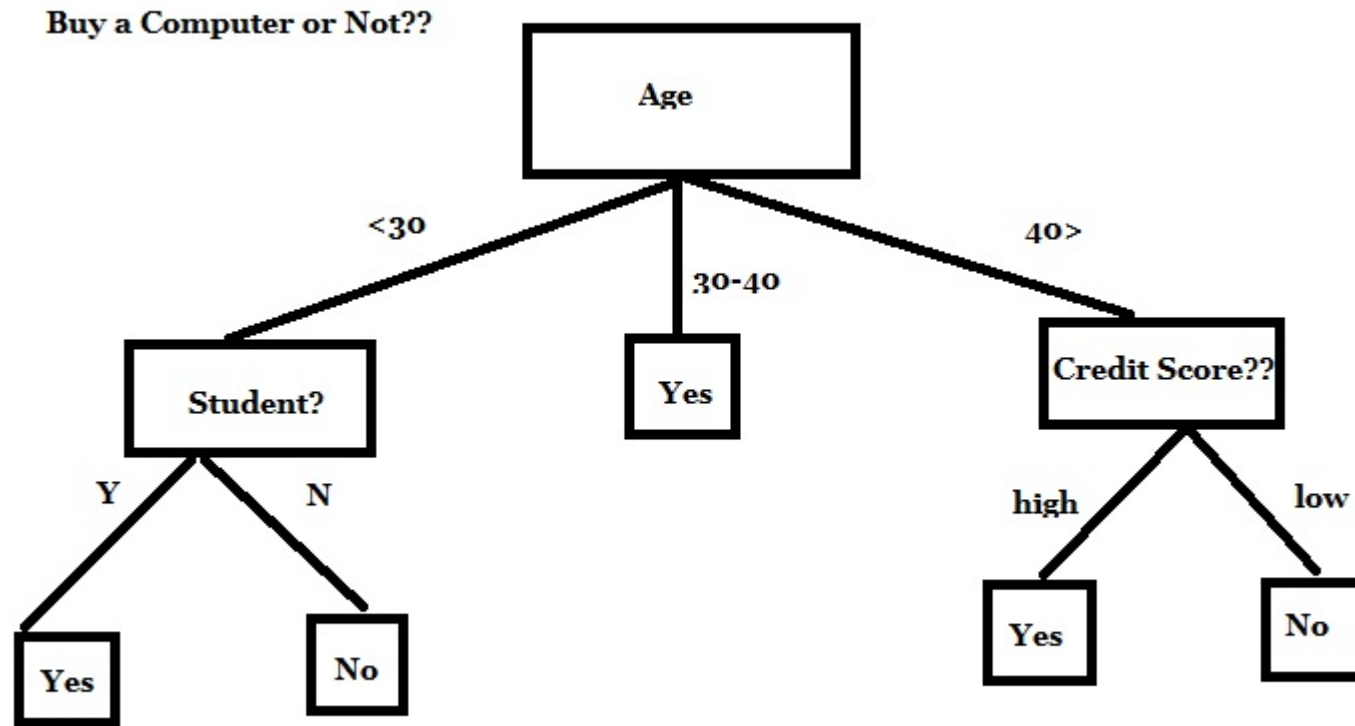 Buy a Computer or Not??
Age
<30
30-40
40>
Student?
Yes
Credit Score??
Y
N
high
low
Yes
No
Yes
No